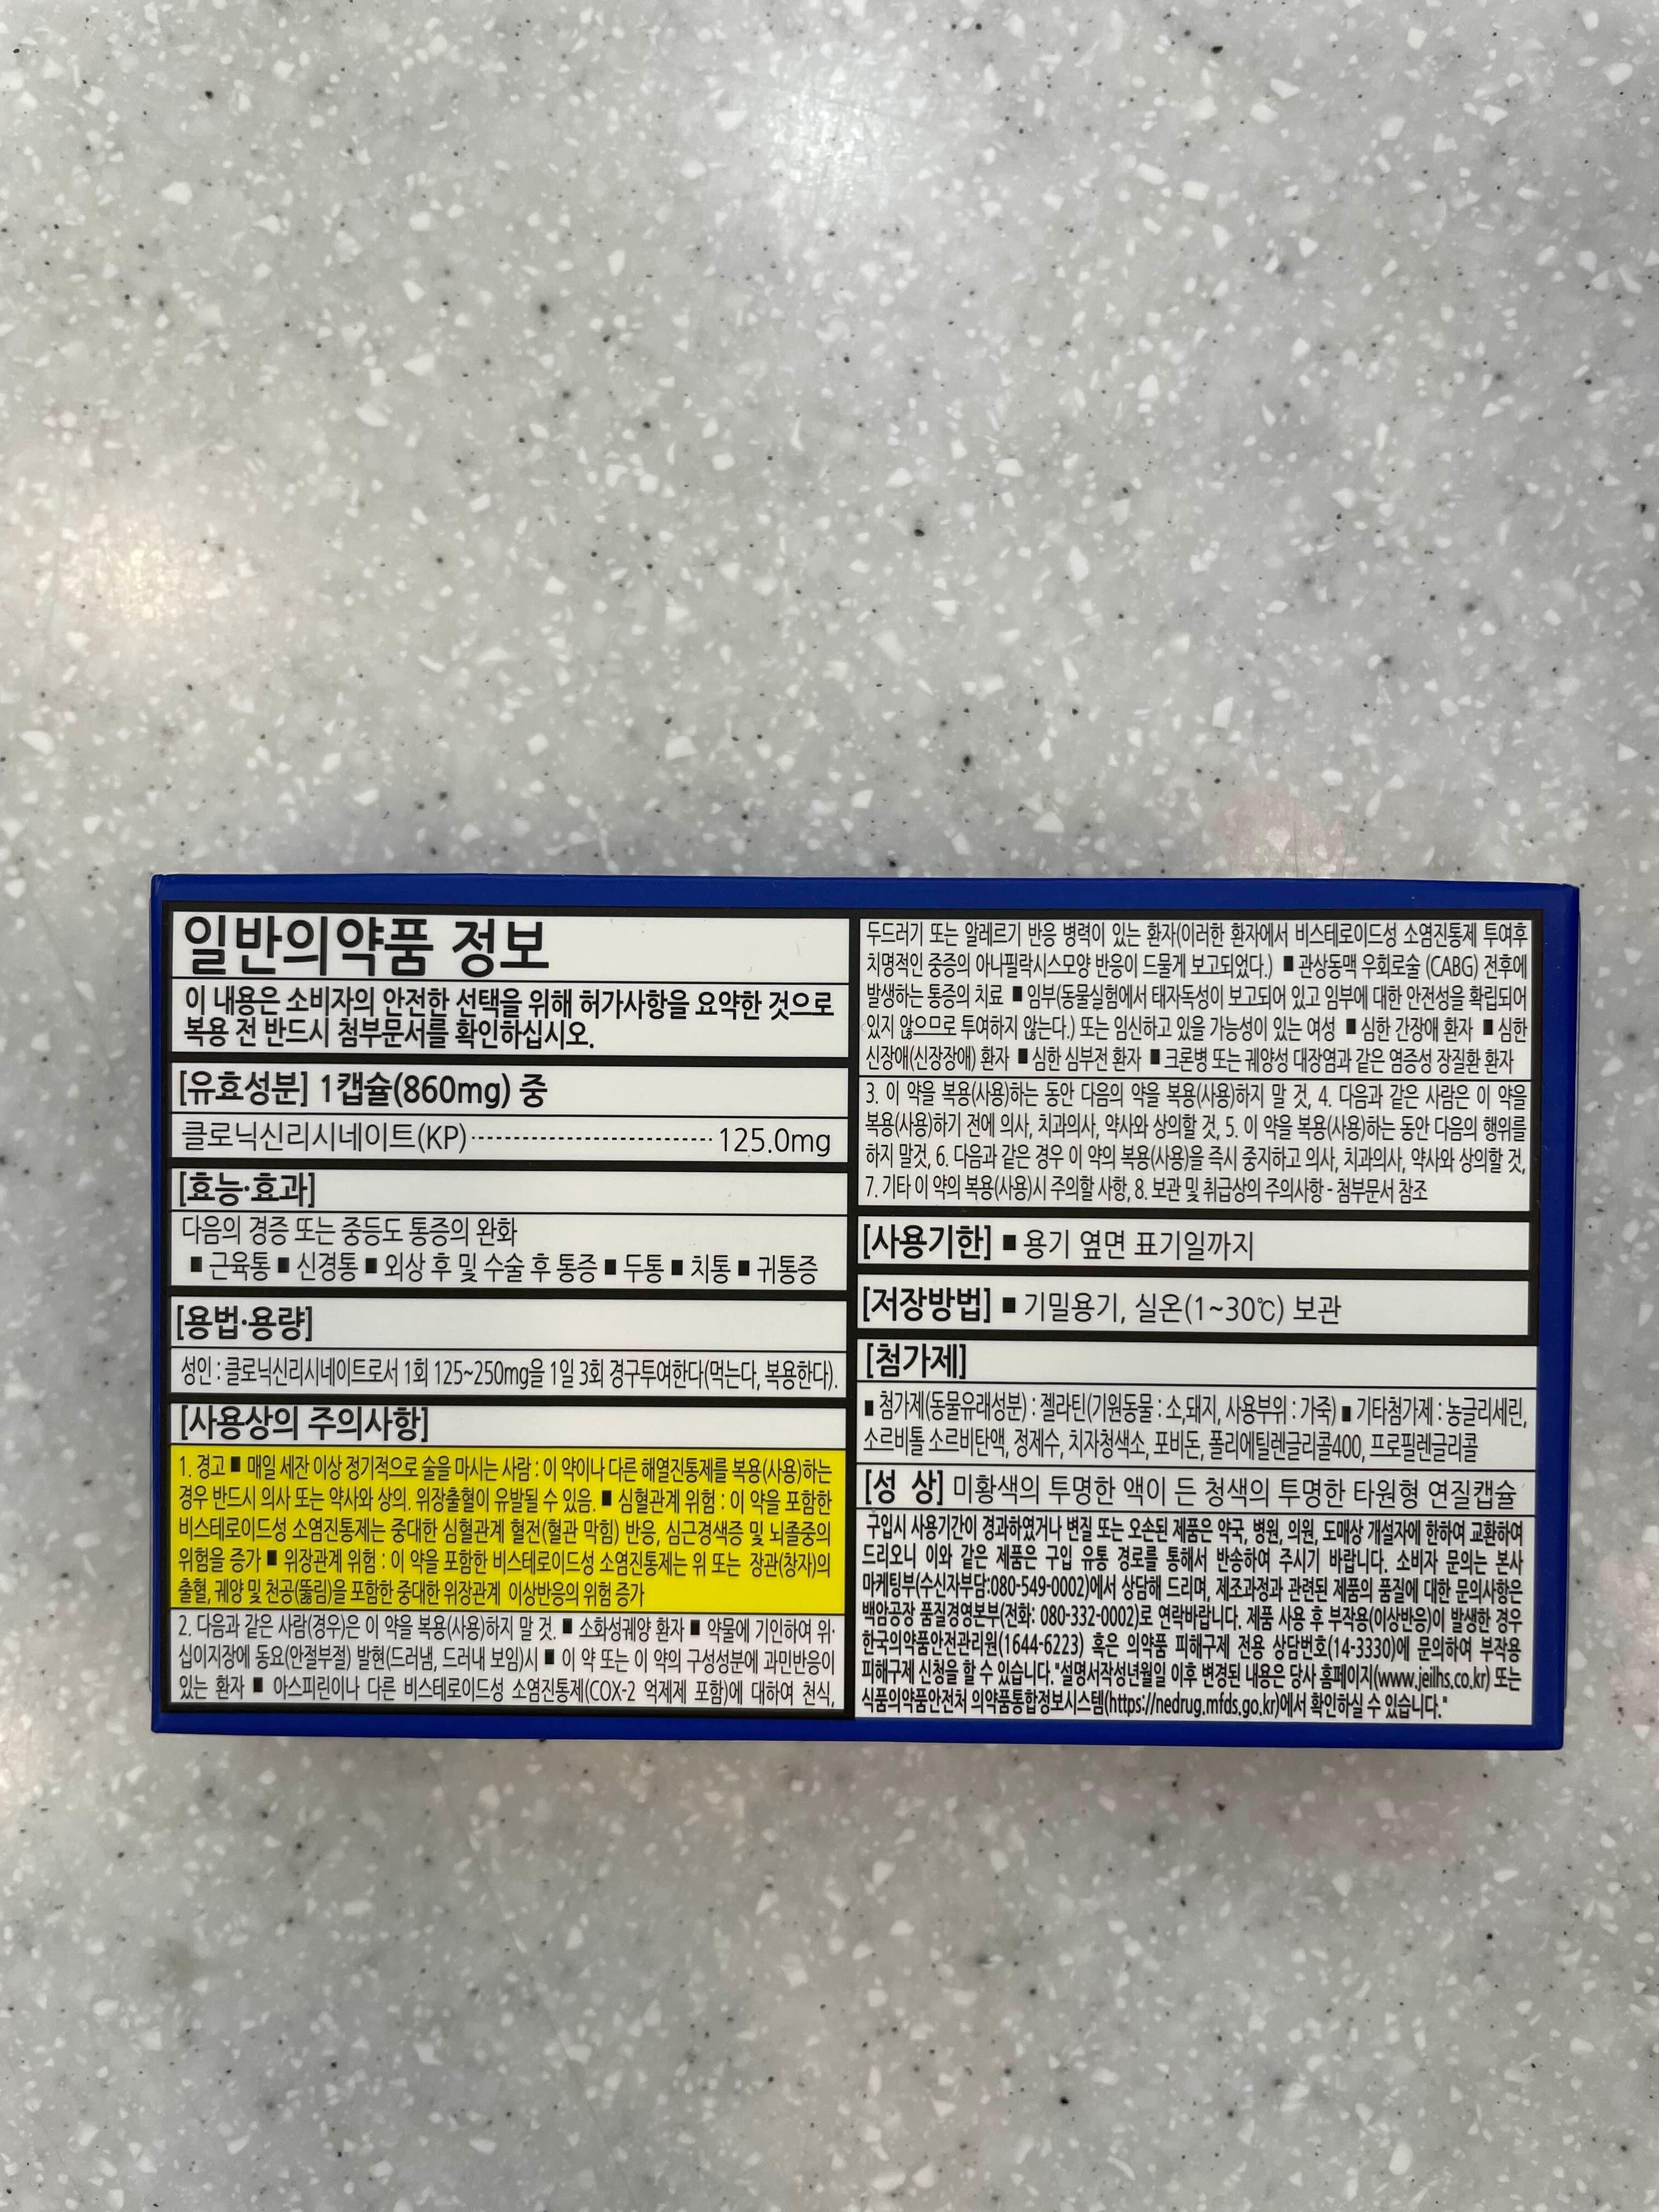 일반의약품 정보
이 내용은 소비자의 안전한 선택을 위해 허가사항을 요약한 것으로
복용 전 반드시 첨부문서를 확인하십시오.
[유효성분] 1캡슐(860mg) 중
클로닉신리시네이트(KP)·································125.0mg
[효능·효과]
다음의 경증 또는 중등도 통증의 완화
■ 근육통 ■ 신경통 ■ 외상 후 및 수술 후 통증 ■ 두통 ■ 치통 ■ 귀통증
[용법·용량]
성인 : 클로닉신리시네이트로서 1회 125~250mg을 1일 3회 경구투여한다(먹는다, 복용한다).
[사용상의 주의사항]
1. 경고 ■ 매일 세잔 이상 정기적으로 술을 마시는 사람 : 이 약이나 다른 해열진통제를 복용(사용)하는
경우 반드시 의사 또는 약사와 상의. 위장출혈이 유발될 수 있음. ■ 심혈관계 위험 : 이 약을 포함한
비스테로이드성 소염진통제는 중대한 심혈관계 혈전(혈관 막힘) 반응, 심근경색증 및 뇌졸중의
위험을 증가 ■ 위장관계 위험 : 이 약을 포함한 비스테로이드성 소염진통제는 위 또는 장관(창자)의
출혈, 궤양 및 천공(뚫림)을 포함한 중대한 위장관계 이상반응의 위험 증가
2. 다음과 같은 사람(경우)은 이 약을 복용(사용)하지 말 것. ■ 소화성궤양 환자 ■ 약물에 기인하여 위·
십이지장에 동요(안절부절) 발현(드러냄, 드러내 보임)시 ■ 이 약 또는 이 약의 구성성분에 과민반응이
있는 환자 ■ 아스피린이나 다른 비스테로이드성 소염진통제(COX-2 억제제 포함)에 대하여 천식,
두드러기 또는 알레르기 반응 병력이 있는 환자(이러한 환자에서 비스테로이드성 소염진통제 투여후
치명적인 중증의 아나필락시스모양 반응이 드물게 보고되었다.) ■ 관상동맥 우회로술 (CABG) 전후에
발생하는 통증의 치료 ■ 임부(동물실험에서 태자독성이 보고되어 있고 임부에 대한 안전성을 확립되어
있지 않으므로 투여하지 않는다.) 또는 임신하고 있을 가능성이 있는 여성 ■ 심한 간장애 환자 ■ 심한
신장애(신장장애) 환자 ■ 심한 심부전 환자 ■ 크론병 또는 궤양성 대장염과 같은 염증성 장질환 환자
3. 이 약을 복용(사용)하는 동안 다음의 약을 복용(사용)하지 말 것, 4. 다음과 같은 사람은 이 약을
복용(사용)하기 전에 의사, 치과의사, 약사와 상의할 것, 5. 이 약을 복용(사용)하는 동안 다음의 행위를
하지 말것, 6. 다음과 같은 경우 이 약의 복용(사용)을 즉시 중지하고 의사, 치과의사, 약사와 상의할 것,
7. 기타 이 약의 복용(사용)시 주의할 사항, 8. 보관 및 취급상의 주의사항 - 첨부문서 참조
[사용기한] ■ 용기 옆면 표기일까지
[저장방법] ■ 기밀용기, 실온(1~30℃) 보관
[첨가제]
■ 첨가제(동물유래성분) : 젤라틴(기원동물 : 소,돼지, 사용부위 : 가죽) ■ 기타첨가제 : 농글리세린,
소르비톨 소르비탄액, 정제수, 치자청색소, 포비돈, 폴리에틸렌글리콜400, 프로필렌글리콜
[성 상] 미황색의 투명한 액이 든 청색의 투명한 타원형 연질캡슐
구입시 사용기간이 경과하였거나 변질 또는 오손된 제품은 약국, 병원, 의원, 도매상 개설자에 한하여 교환하여
드리오니 이와 같은 제품은 구입 유통 경로를 통해서 반송하여 주시기 바랍니다. 소비자 문의는 본사
마케팅부(수신자부담:080-549-0002)에서 상담해 드리며, 제조과정과 관련된 제품의 품질에 대한 문의사항은
백암공장 품질경영본부(전화: 080-332-0002)로 연락바랍니다. 제품 사용 후 부작용(이상반응)이 발생한 경우
한국의약품안전관리원(1644-6223) 혹은 의약품 피해구제 전용 상담번호(14-3330)에 문의하여 부작용
피해구제 신청을 할 수 있습니다. "설명서작성년월일 이후 변경된 내용은 당사 홈페이지(www.jeilhs.co.kr) 또는
식품의약품안전처 의약품통합정보시스템(https://nedrug.mfds.go.kr)에서 확인하실 수 있습니다."